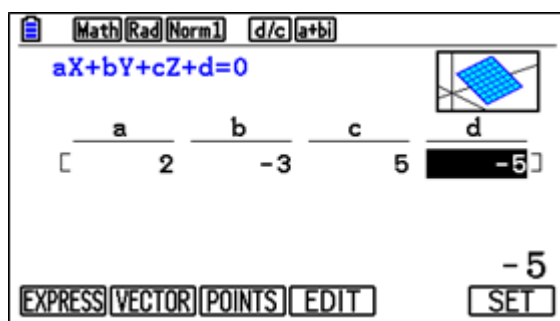 Math Rad Norm1 d/c a+bi
aX+bY+cZ+d=0
a b c d
[ 2 -3 5 -5 ]
-5
EXPRESS VECTOR POINTS EDIT SET